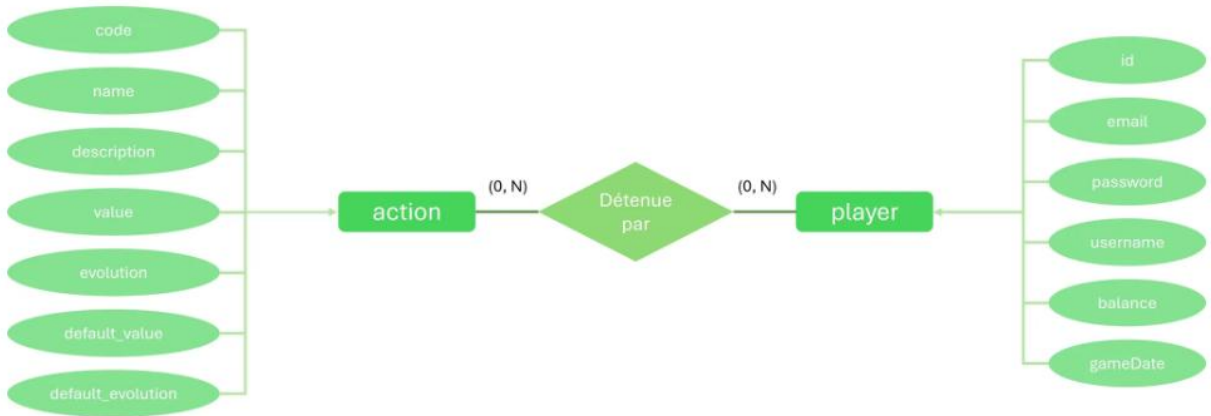 code
name
description
value
evolution
default_value
default_evolution
action
(0, N)
Détenue
par
(0, N)
player
id
email
password
username
balance
gameDate